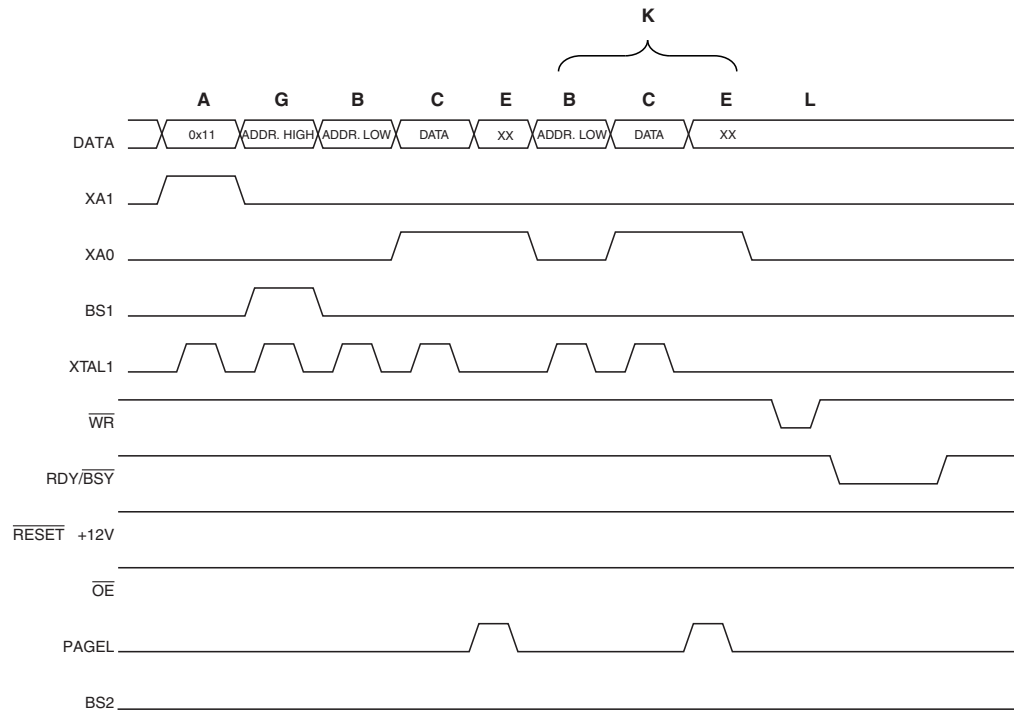 K
A G B C E B C E L
DATA 0x11 ADDR. HIGH ADDR. LOW DATA XX ADDR. LOW DATA XX
XA1
XA0
BS1
XTAL1
WR
RDY/BSY
RESET +12V
OE
PAGEL
BS2